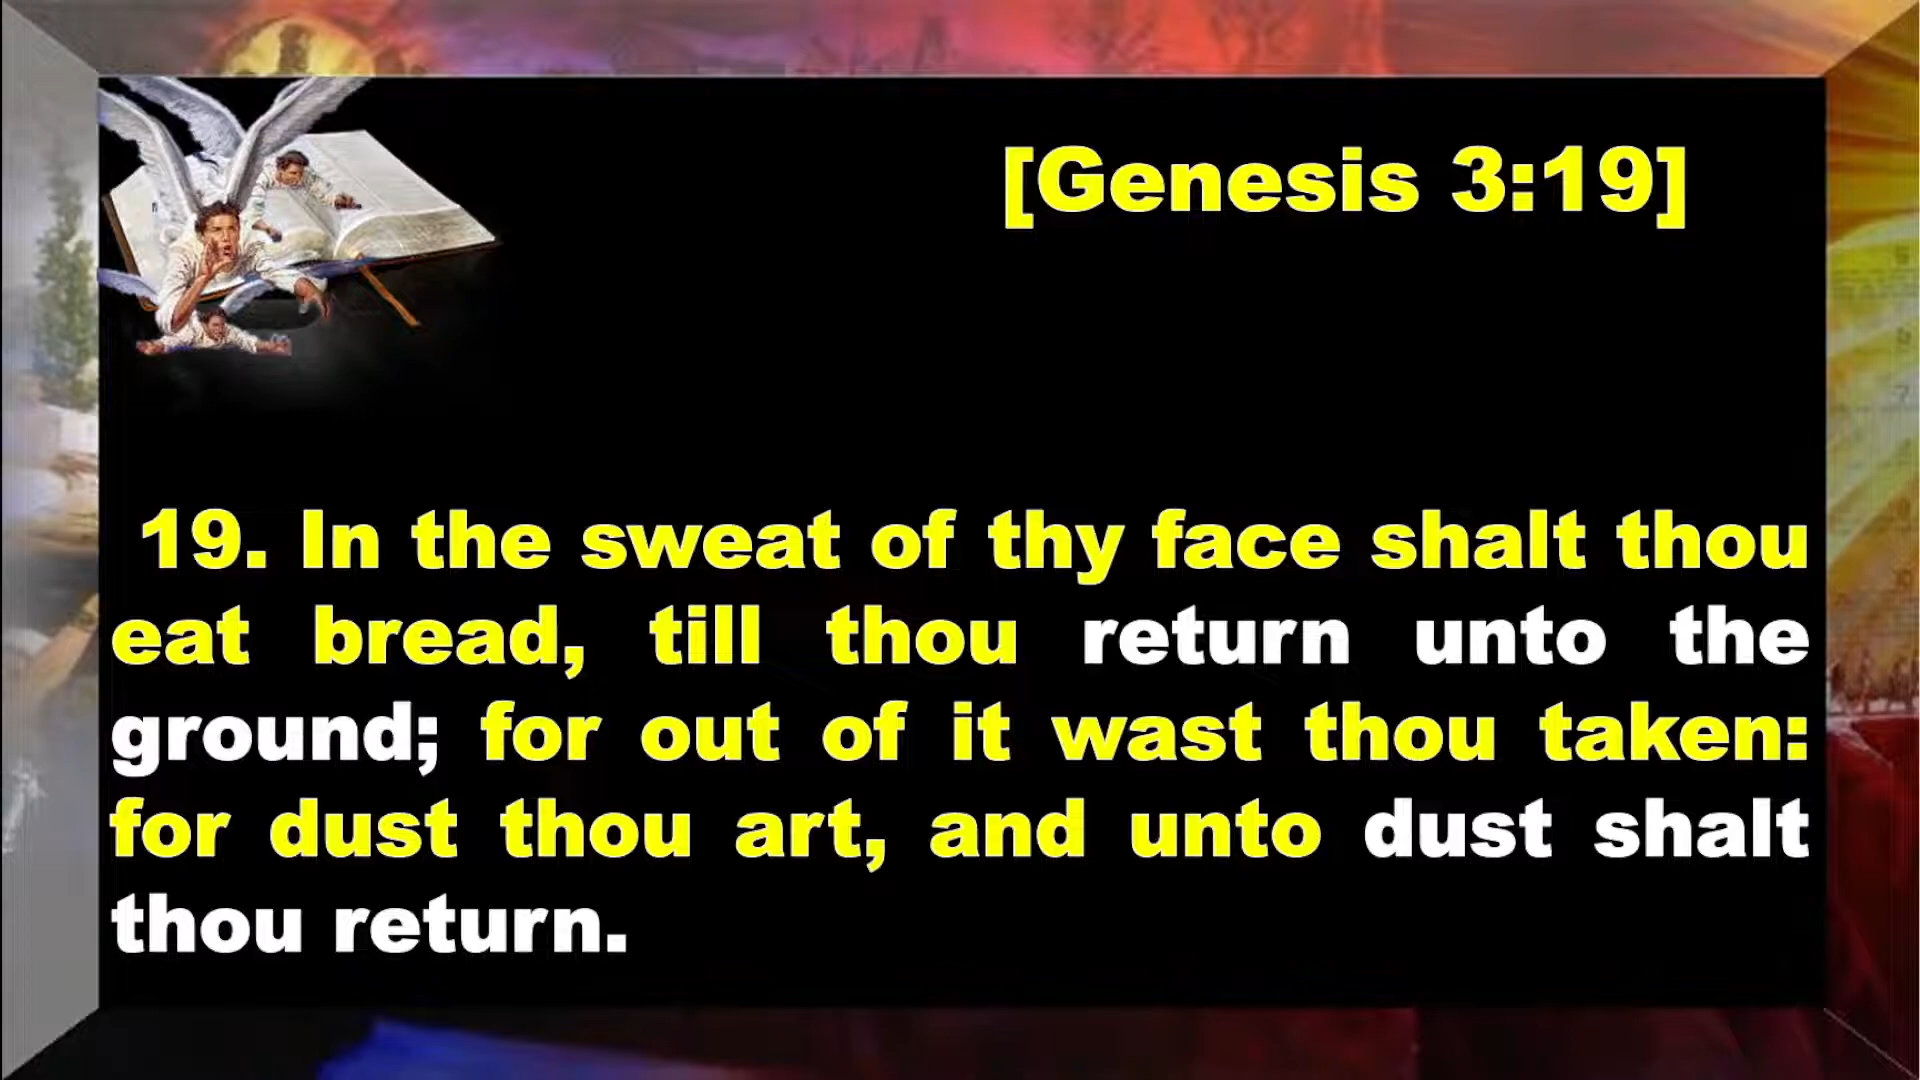 [Genesis 3:19]
19. In the sweat of thy face shalt thou
eat bread, till thou return unto the
ground; for out of it wast thou taken:
for dust thou art, and unto dust shalt
thou return.